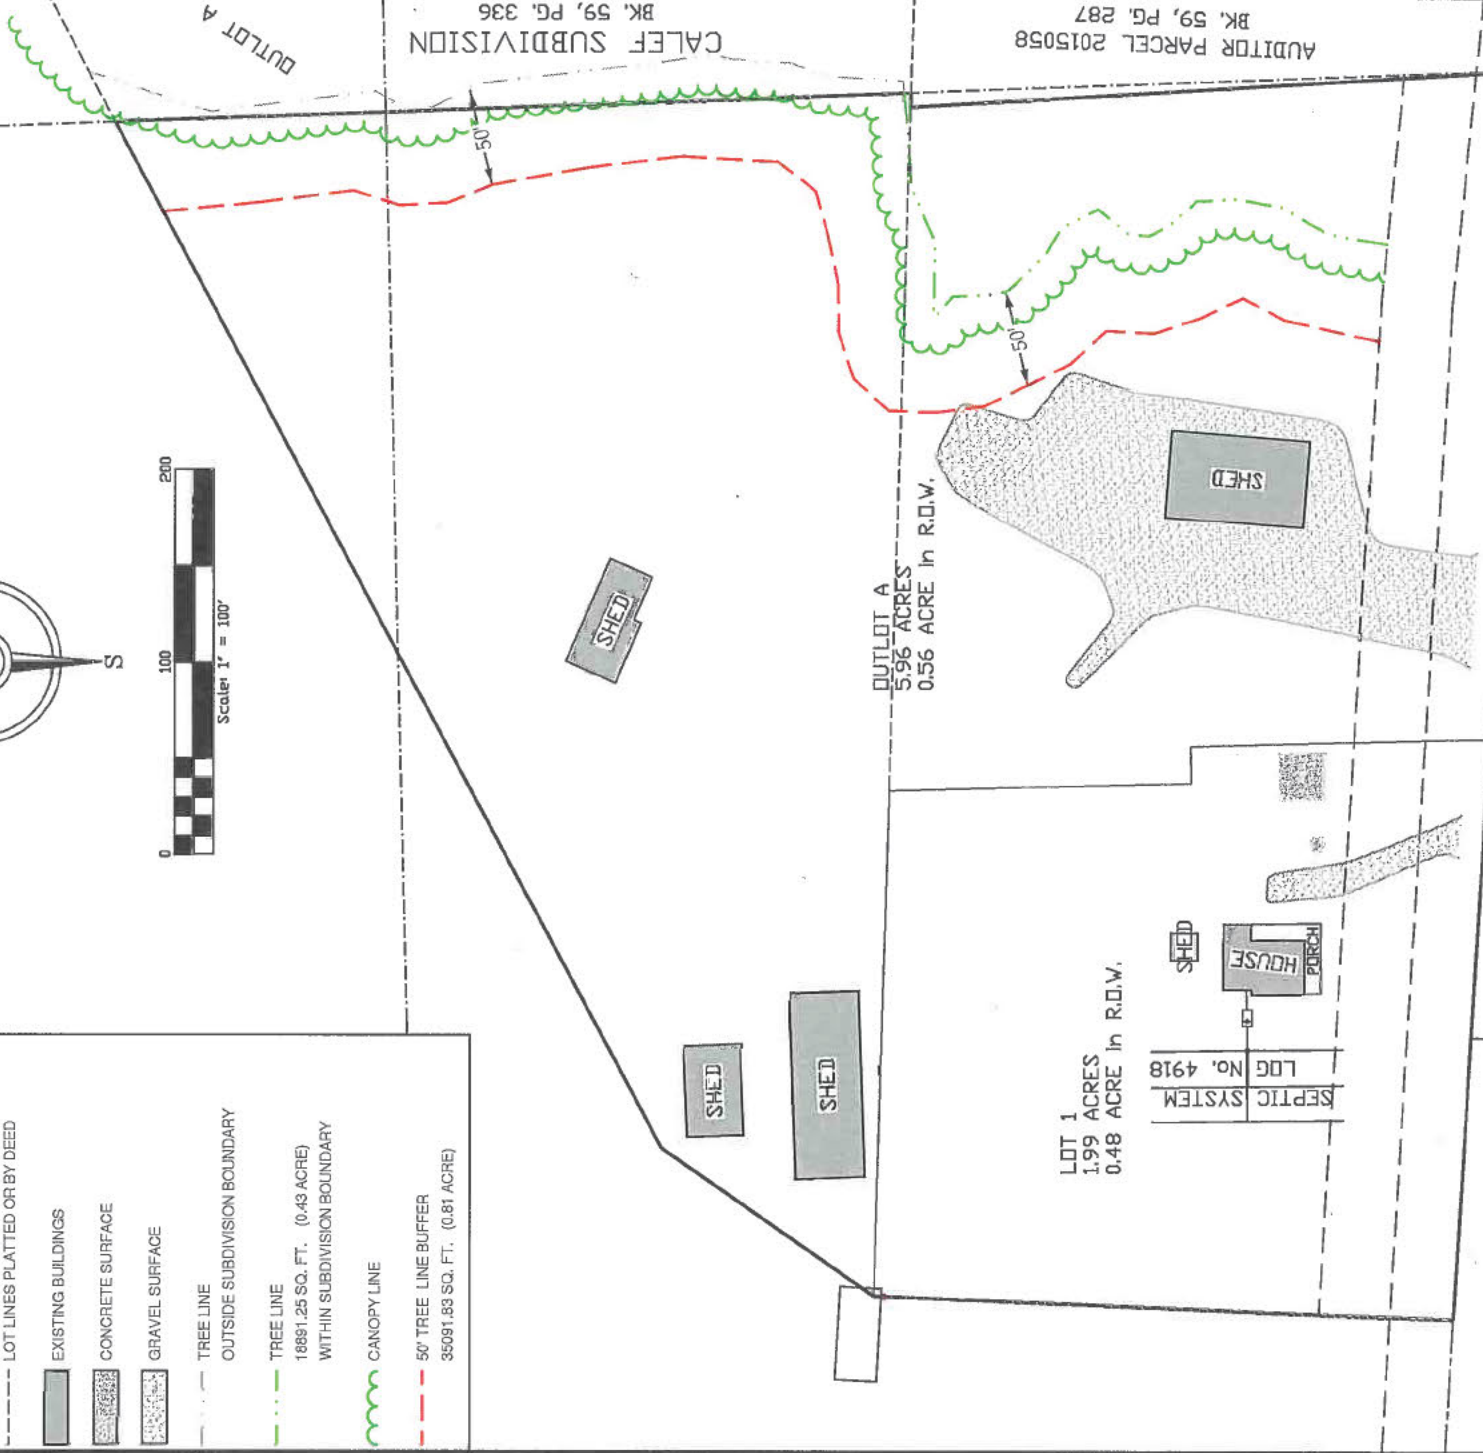 OUTLOT A
CALEF SUBDIVISION
BK. 59, PG. 336
AUDITOR PARCEL 2015058
BK. 59, PG. 287
50'
50'
S
0 100 200
Scale: 1" = 100'
SHED
OUTLOT A
5.96 ACRES
0.56 ACRE in R.O.W.
SHED
SHED
SHED
LOT 1
1.99 ACRES
0.48 ACRE in R.O.W.
SHED
HOUSE
PORCH
SEPTIC SYSTEM
LOG No. 4918
LOT LINES PLATTED OR BY DEED
EXISTING BUILDINGS
CONCRETE SURFACE
GRAVEL SURFACE
TREE LINE
OUTSIDE SUBDIVISION BOUNDARY
TREE LINE
18891.25 SQ. FT. (0.43 ACRE)
WITHIN SUBDIVISION BOUNDARY
CANOPY LINE
50' TREE LINE BUFFER
35091.83 SQ. FT. (0.81 ACRE)